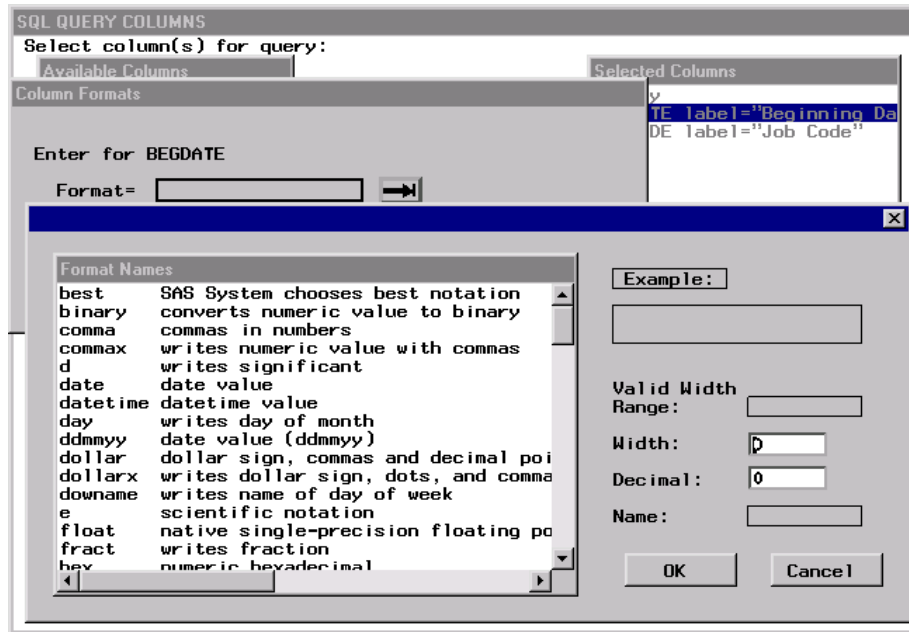 SQL QUERY COLUMNS
Select column(s) for query:
Available Columns
Selected Columns
Column Formats
y
TE label="Beginning Da
DE label="Job Code"
Enter for BEGDATE
Format=
Format Names
best SAS System chooses best notation
binary converts numeric value to binary
comma commas in numbers
commax writes numeric value with commas
d writes significant
date date value
datetime datetime value
day writes day of month
ddmmyy date value (ddmmyy)
dollar dollar sign, commas and decimal poi
dollarx writes dollar sign, dots, and comma
downame writes name of day of week
e scientific notation
float native single-precision floating po
fract writes fraction
hex numeric hexadecimal
Example:
Valid Width
Range:
Width: 0
Decimal: 0
Name:
OK Cancel